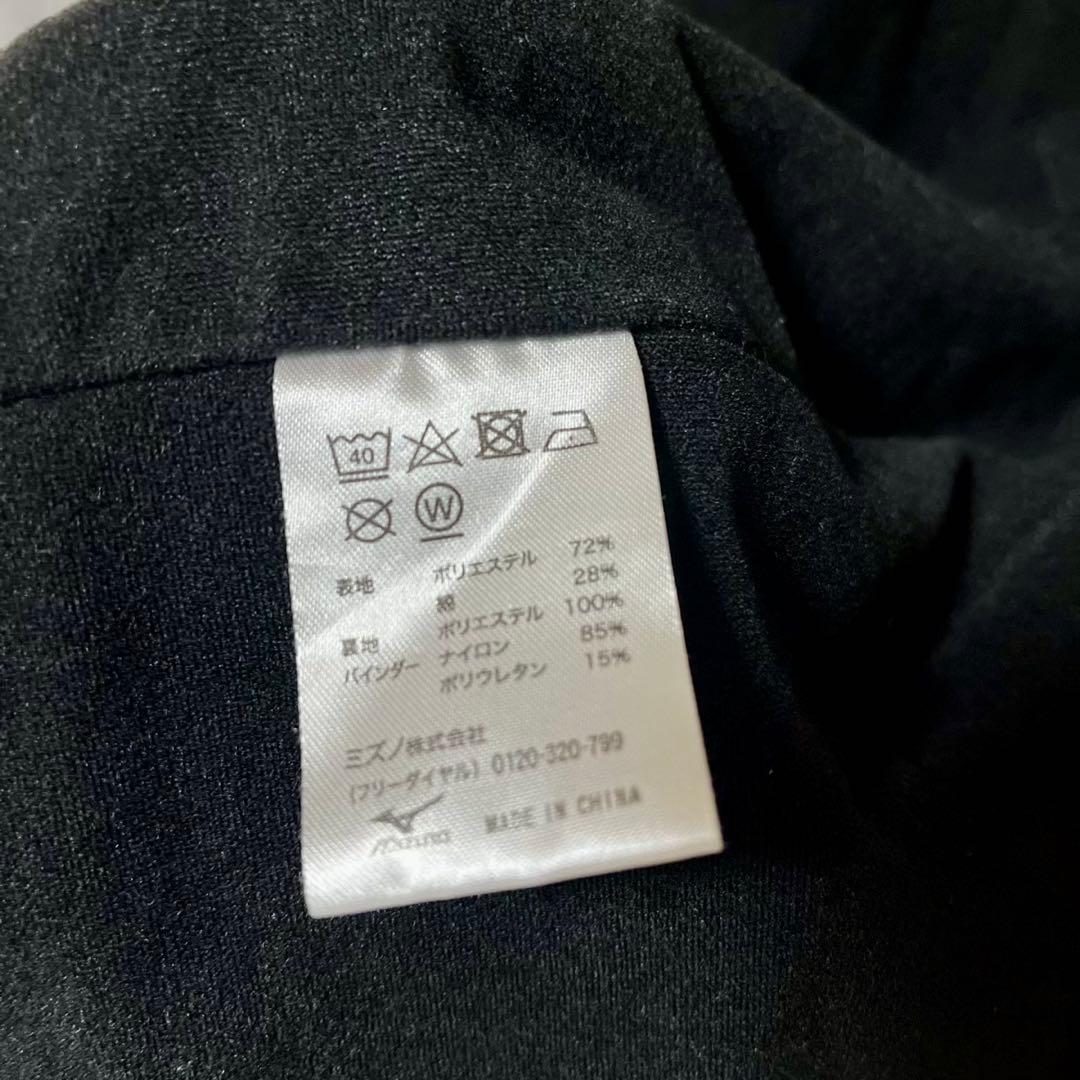 40
W
表地 ポリエステル 72%
綿 28%
裏地 ポリエステル 100%
バインダー ナイロン 85%
ポリウレタン 15%
ミズノ株式会社
(フリーダイヤル) 0120-320-799
MIZUNO MADE IN CHINA